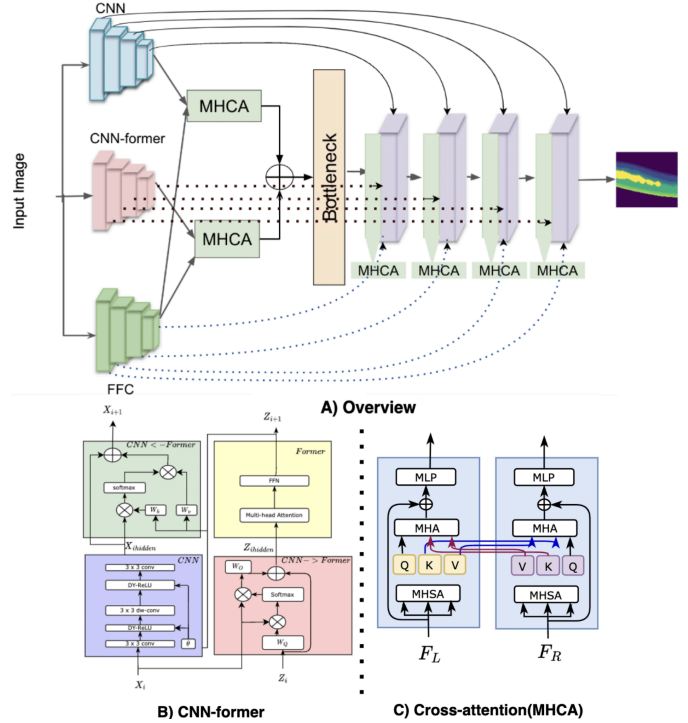 CNN
MHCA
CNN-former
Input Image
MHCA
Bottleneck
MHCA MHCA MHCA MHCA
FFC
A) Overview
X_{i+1}
Z_{i+1}
CNN < -Former
Former
softmax
FFN
W_k W_v
Multi-head Attention
X_{ihidden}
Z_{ihidden}
CNN
CNN- > Former
3 x 3 conv
W_O
DY-ReLU
Softmax
3 x 3 dw-conv
DY-ReLU
3 x 3 conv
θ
W_Q
X_i
Z_i
B) CNN-former
MLP MLP
MHA MHA
Q K V V K Q
MHSA MHSA
F_L F_R
C) Cross-attention(MHCA)